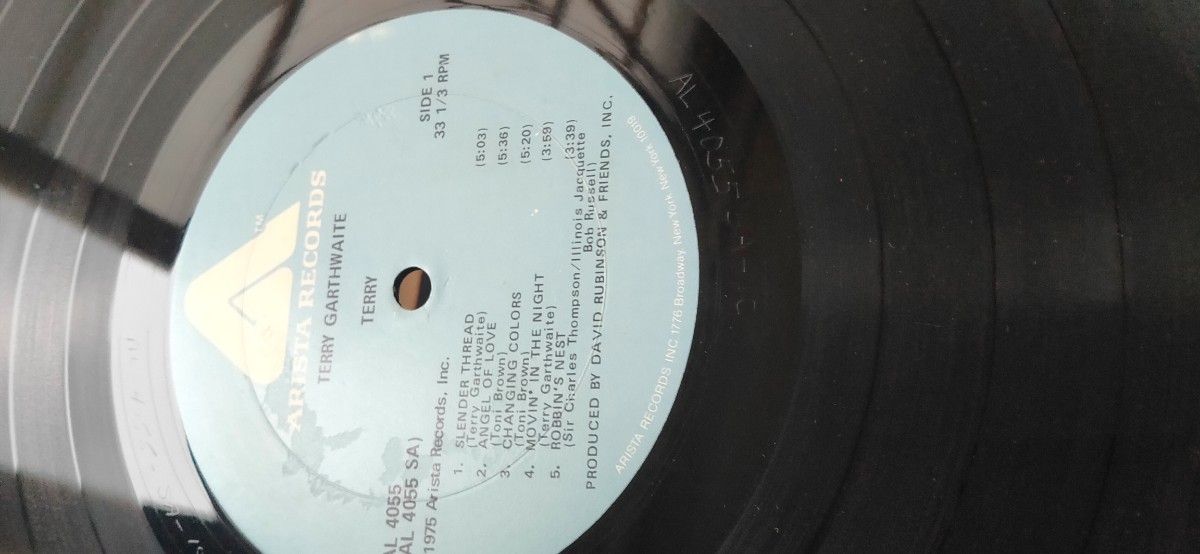 ARISTA RECORDS
TM
TERRY GARTHWAITE
TERRY
AL 4055
AL 4055 SA)
1975 Arista Records, Inc.
SIDE 1
33 1/3 RPM
1. SLENDER THREAD (5:03)
(Terry Garthwaite)
2. ANGEL OF LOVE (5:36)
(Toni Brown)
3. CHANGING COLORS (5:20)
(Toni Brown)
4. MOVIN' IN THE NIGHT (3:59)
(Terry Garthwaite)
5. ROBBIN'S NEST (3:39)
(Sir Charles Thompson/Illinois Jacquette
Bob Russell)
PRODUCED BY DAVID RUBINSON & FRIENDS, INC.
ARISTA RECORDS INC 1776 Broadway, New York, New York 10019
AL 4055-A-1C